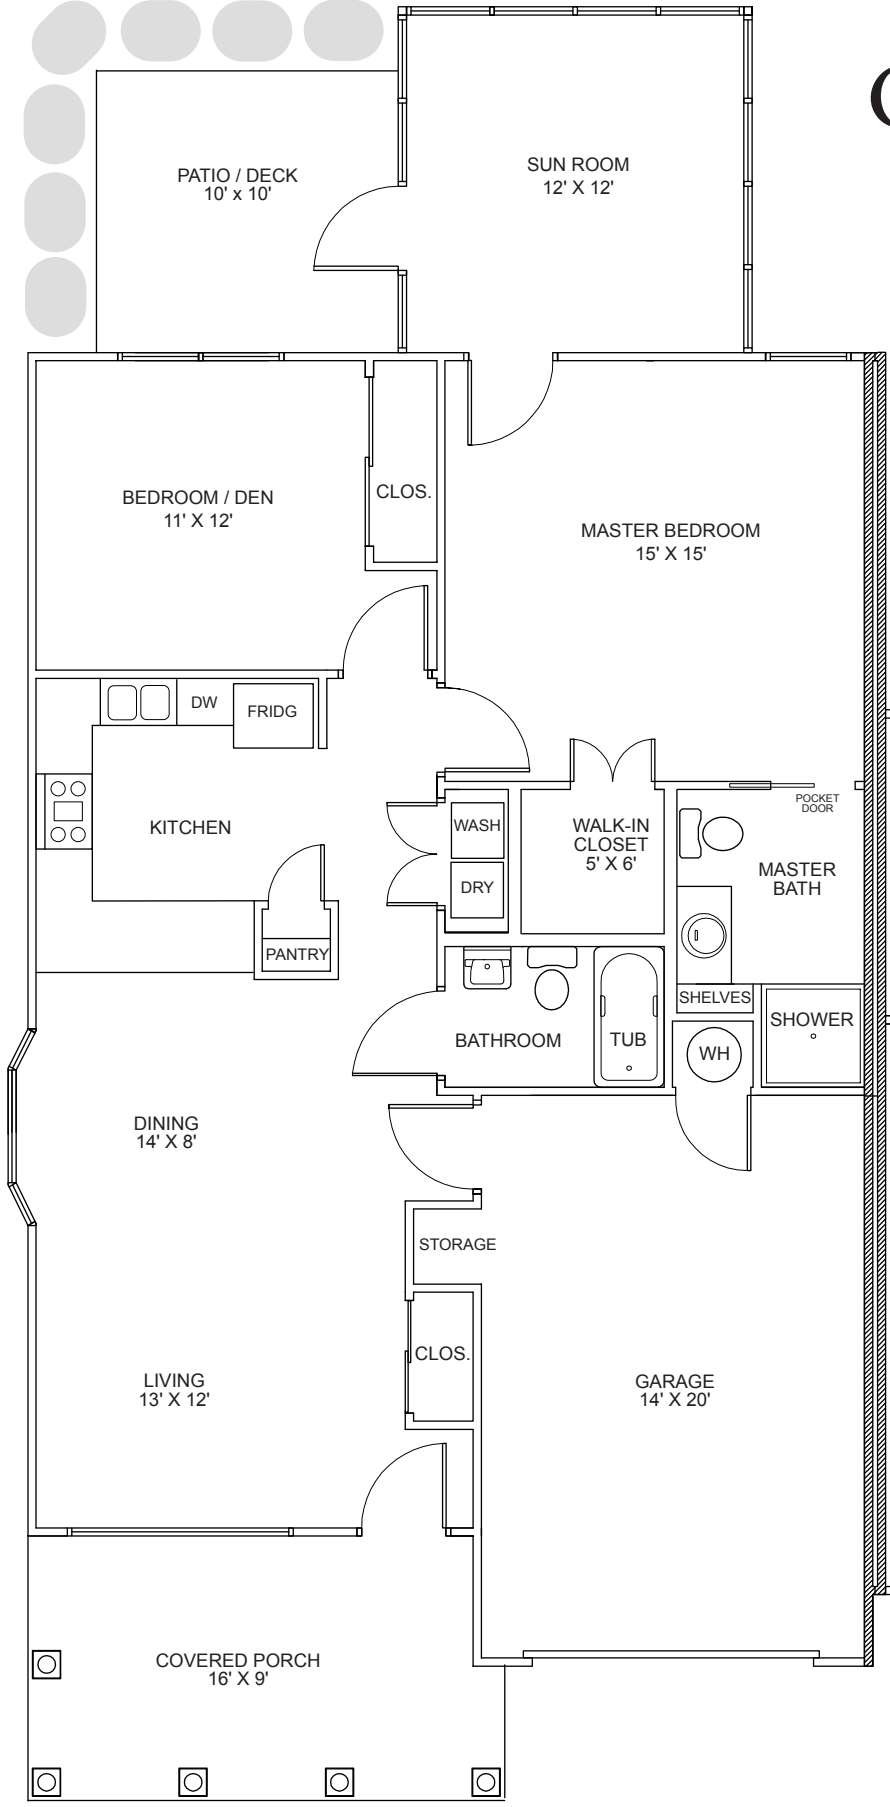 PATIO / DECK
10' x 10'
SUN ROOM
12' X 12'
BEDROOM / DEN
11' X 12'
CLOS.
MASTER BEDROOM
15' X 15'
DW
FRIDG
KITCHEN
PANTRY
WASH
DRY
WALK-IN
CLOSET
5' X 6'
POCKET
DOOR
MASTER
BATH
SHELVES
SHOWER
WH
BATHROOM
TUB
DINING
14' X 8'
STORAGE
CLOS.
LIVING
13' X 12'
GARAGE
14' X 20'
COVERED PORCH
16' X 9'